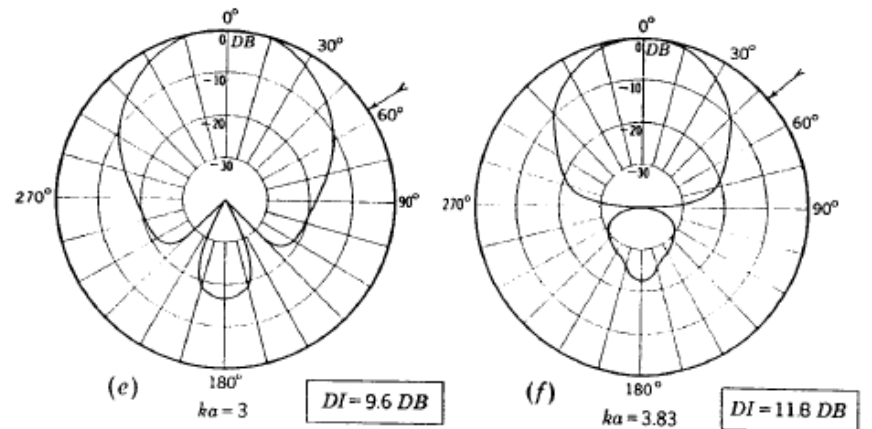 0°
0 DB
30°
-10
60°
-20
-30
270°
90°
180°
(e)
ka = 3
DI = 9.6 DB
0°
0 DB
30°
-10
60°
-20
-30
270°
90°
180°
(f)
ka = 3.83
DI = 11.8 DB